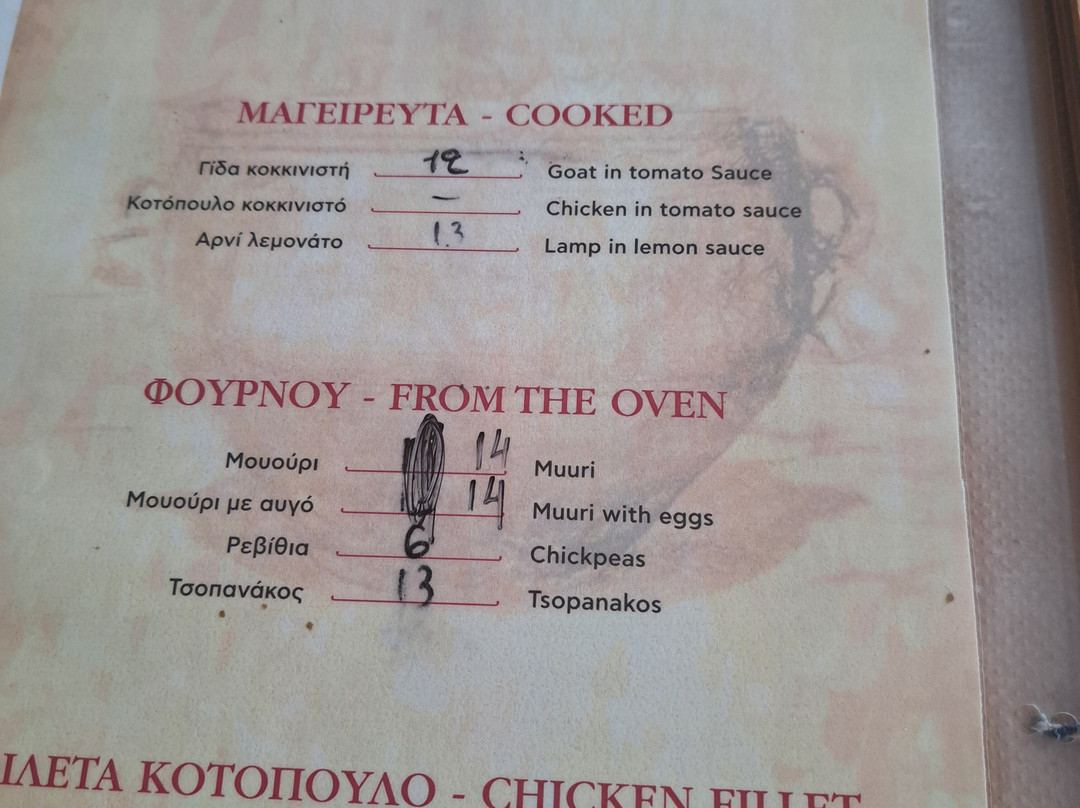 ΜΑΓΕΙΡΕΥΤΑ - COOKED
Γίδα κοκκινιστή 12 Goat in tomato Sauce
Κοτόπουλο κοκκινιστό – Chicken in tomato sauce
Αρνί λεμονάτο 13 Lamp in lemon sauce
ΦΟΥΡΝΟΥ - FROM THE OVEN
Μουούρι 14 Muuri
Μουούρι με αυγό 14 Muuri with eggs
Ρεβίθια 6 Chickpeas
Τσοπανάκος 13 Tsopanakos
ΙΛΕΤΑ ΚΟΤΟΠΟΥΛΟ - CHICKEN FILLET